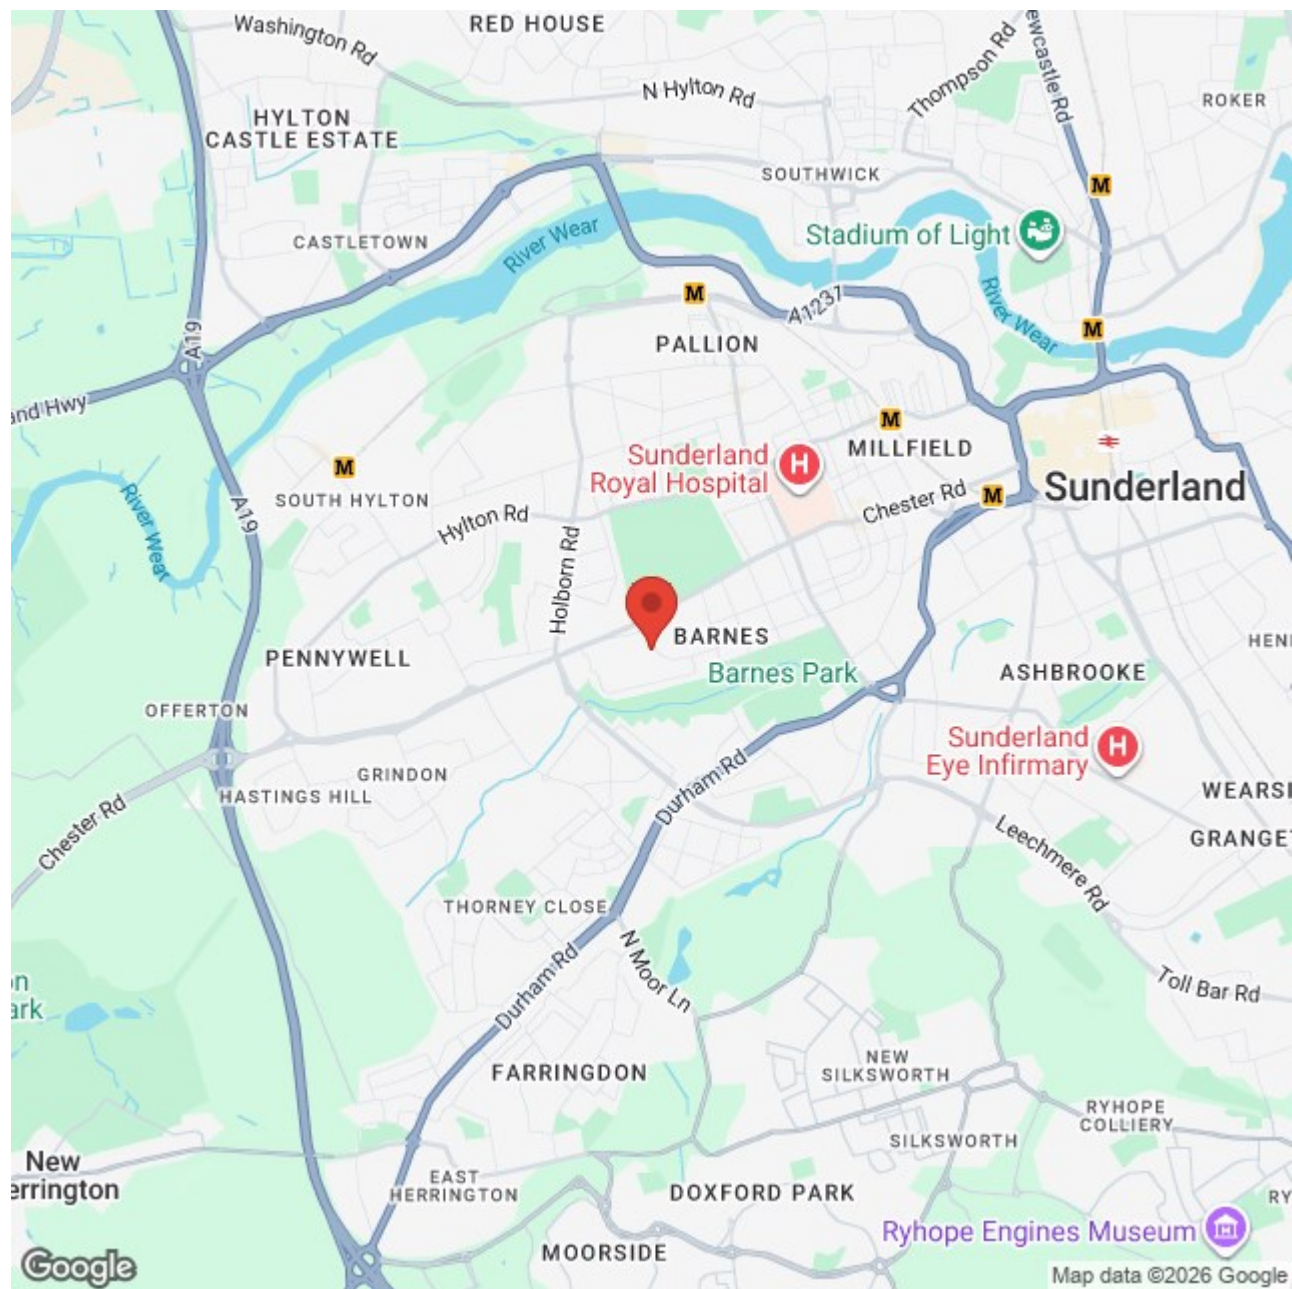 RED HOUSE
Washington Rd
ewcastle Rd
Thompson Rd
N Hylton Rd
ROKER
HYLTON
CASTLE ESTATE
SOUTHWICK
M
Stadium of Light
River Wear
CASTLETOWN
M
A1231
River Wear
M
A19
PALLION
and Hwy
M
Sunderland
Royal Hospital
H
MILLFIELD
M
SOUTH HYLTON
Chester Rd
M
Sunderland
River Wear
A19
Hylton Rd
Holborn Rd
BARNES
HENI
PENNYWELL
Barnes Park
ASHBROOKE
OFFERTON
Sunderland
Eye Infirmary
H
GRINDON
HASTINGS HILL
WEARSI
Durham Rd
Chester Rd
GRANGET
Leechmere Rd
THORNEY CLOSE
N Moor Ln
Durham Rd
on
ark
Toll Bar Rd
FARRINGDON
NEW
SILKSWORTH
RYHOPE
COLLIERY
SILKSWORTH
New
errington
EAST
HERRINGTON
DOXFORD PARK
RY
Ryhope Engines Museum
MOORSIDE
Google
Map data ©2026 Google